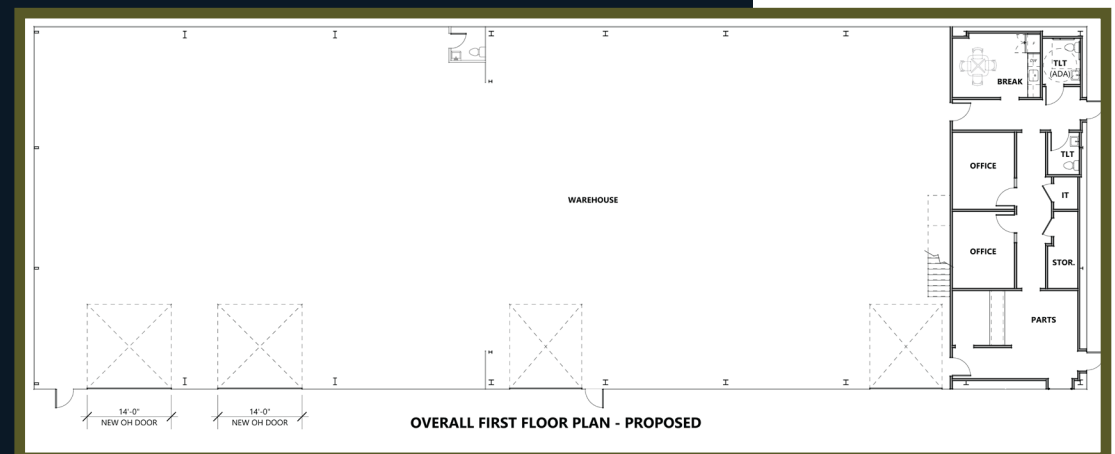 TLT
(ADA)
BREAK
TLT
OFFICE
IT
WAREHOUSE
OFFICE
STOR.
PARTS
14'-0"
NEW OH DOOR
14'-0"
NEW OH DOOR
OVERALL FIRST FLOOR PLAN - PROPOSED